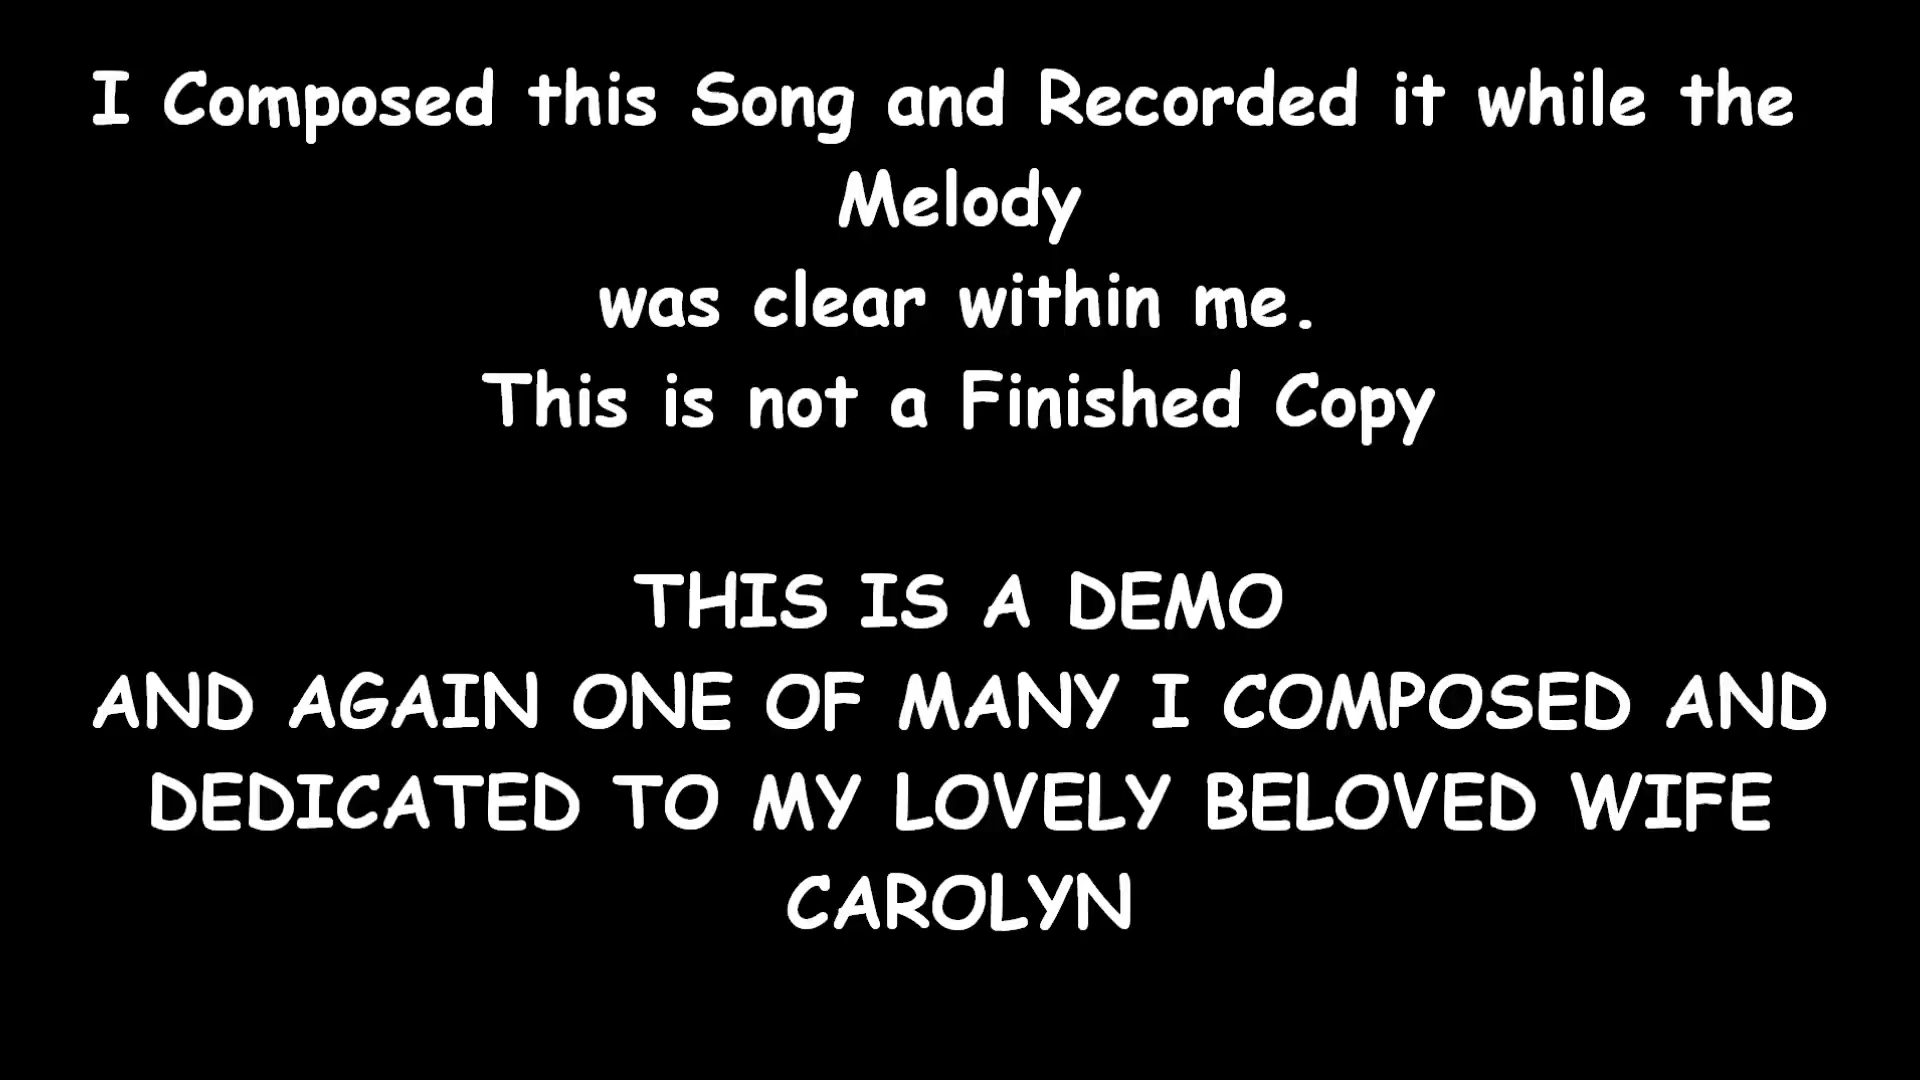 I Composed this Song and Recorded it while the
Melody
was clear within me.
This is not a Finished Copy
THIS IS A DEMO
AND AGAIN ONE OF MANY I COMPOSED AND
DEDICATED TO MY LOVELY BELOVED WIFE
CAROLYN